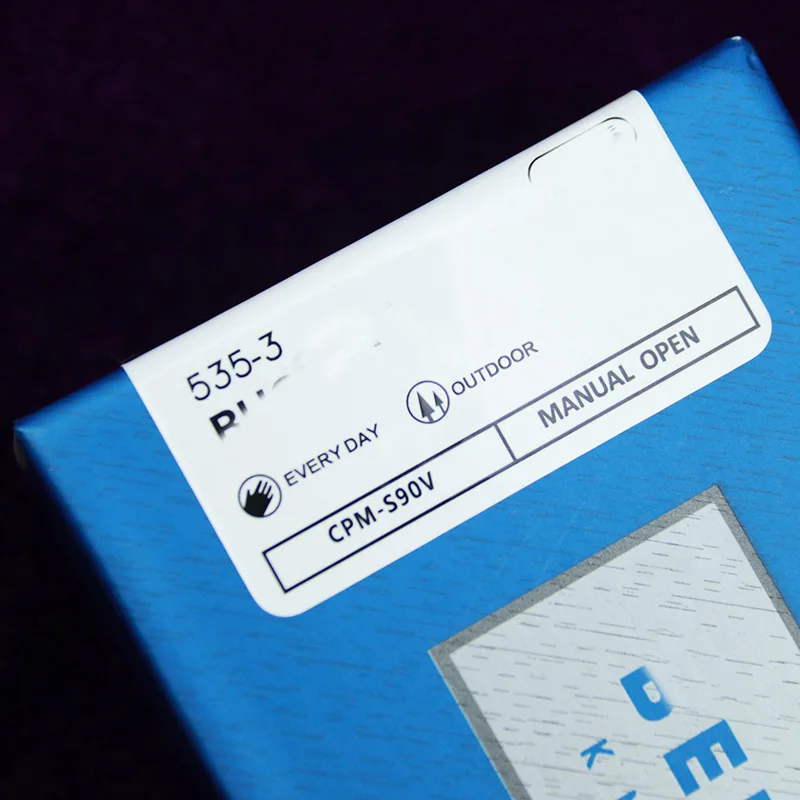 535-3
EVERY DAY
OUTDOOR
CPM-S90V
MANUAL OPEN